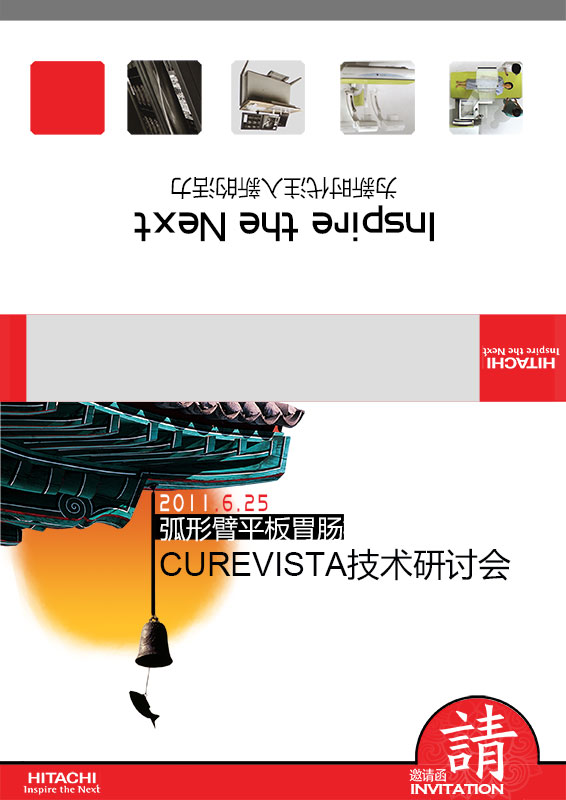 为新时代注入新的活力
Inspire the Next
HITACHI
Inspire the Next
2011.6.25
弧形臂平板胃肠
CUREVISTA技术研讨会
請
邀请函
INVITATION
HITACHI
Inspire the Next